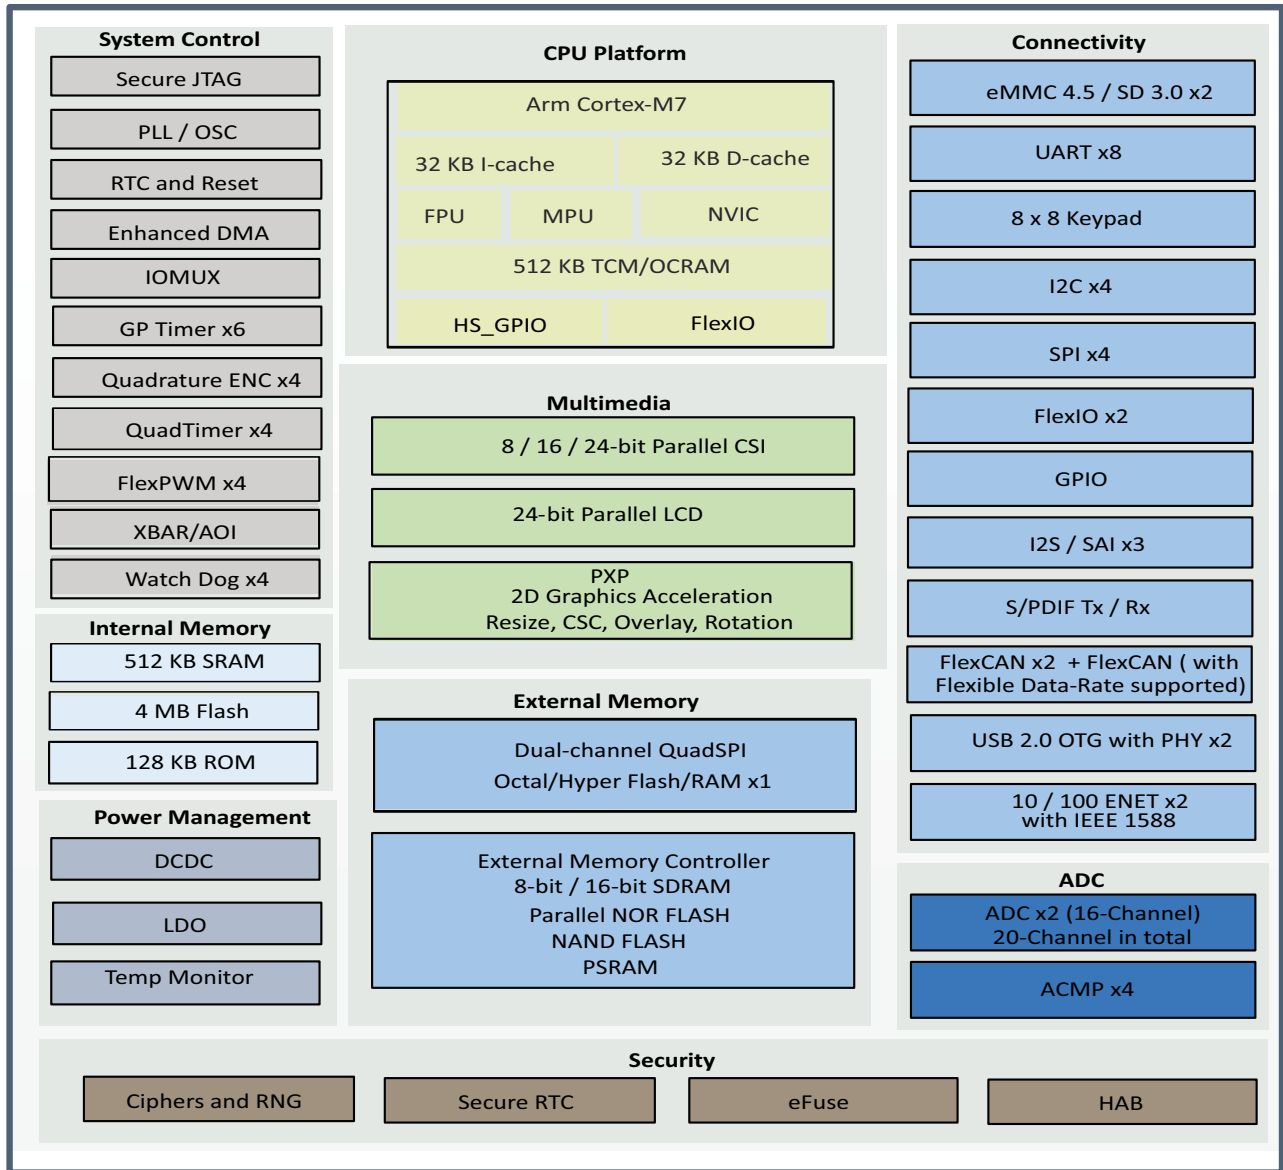 System Control
Secure JTAG
PLL / OSC
RTC and Reset
Enhanced DMA
IOMUX
GP Timer x6
Quadrature ENC x4
QuadTimer x4
FlexPWM x4
XBAR/AOI
Watch Dog x4
Internal Memory
512 KB SRAM
4 MB Flash
128 KB ROM
Power Management
DCDC
LDO
Temp Monitor
CPU Platform
Arm Cortex-M7
32 KB I-cache
32 KB D-cache
FPU
MPU
NVIC
512 KB TCM/OCRAM
HS_GPIO
FlexIO
Multimedia
8 / 16 / 24-bit Parallel CSI
24-bit Parallel LCD
PXP
2D Graphics Acceleration
Resize, CSC, Overlay, Rotation
External Memory
Dual-channel QuadSPI
Octal/Hyper Flash/RAM x1
External Memory Controller
8-bit / 16-bit SDRAM
Parallel NOR FLASH
NAND FLASH
PSRAM
Connectivity
eMMC 4.5 / SD 3.0 x2
UART x8
8 x 8 Keypad
I2C x4
SPI x4
FlexIO x2
GPIO
I2S / SAI x3
S/PDIF Tx / Rx
FlexCAN x2 + FlexCAN ( with
Flexible Data-Rate supported)
USB 2.0 OTG with PHY x2
10 / 100 ENET x2
with IEEE 1588
ADC
ADC x2 (16-Channel)
20-Channel in total
ACMP x4
Security
Ciphers and RNG
Secure RTC
eFuse
HAB